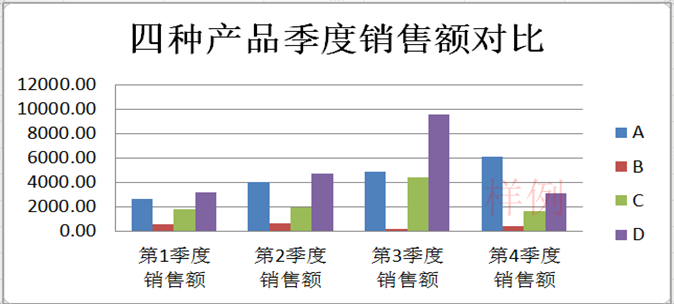 四种产品季度销售额对比
12000.00
10000.00
8000.00
6000.00
4000.00
2000.00
0.00
第1季度
销售额
第2季度
销售额
第3季度
销售额
第4季度
销售额
A
B
C
D
样例